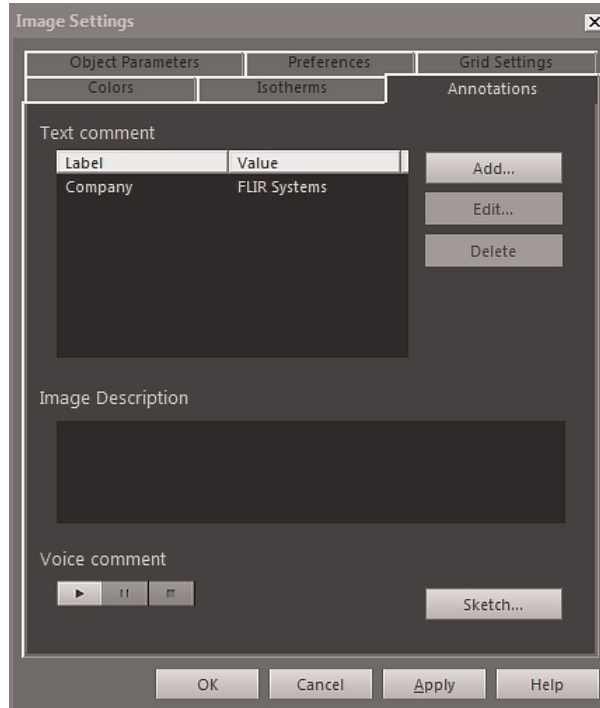 Image Settings
Object Parameters Preferences Grid Settings
Colors Isotherms Annotations
Text comment
Label Value
Company FLIR Systems
Add...
Edit...
Delete
Image Description
Voice comment
Sketch...
OK Cancel Apply Help